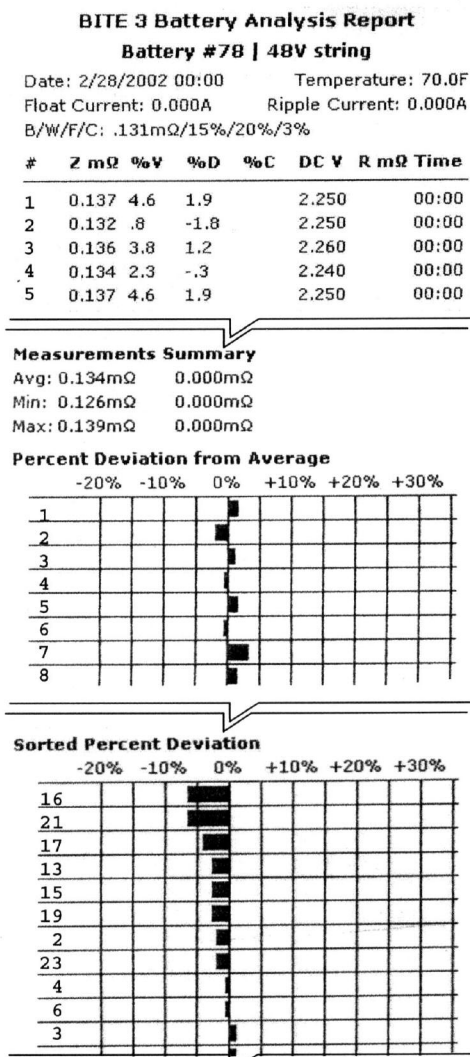 BITE 3 Battery Analysis Report
Battery #78 | 48V string
Date: 2/28/2002 00:00 Temperature: 70.0F
Float Current: 0.000A Ripple Current: 0.000A
B/W/F/C: .131mΩ/15%/20%/3%
# Z mΩ %V %D %C DC V R mΩ Time
1 0.137 4.6 1.9 2.250 00:00
2 0.132 .8 -1.8 2.250 00:00
3 0.136 3.8 1.2 2.260 00:00
4 0.134 2.3 -.3 2.240 00:00
5 0.137 4.6 1.9 2.250 00:00
Measurements Summary
Avg: 0.134mΩ 0.000mΩ
Min: 0.126mΩ 0.000mΩ
Max: 0.139mΩ 0.000mΩ
Percent Deviation from Average
-20% -10% 0% +10% +20% +30%
1
2
3
4
5
6
7
8
Sorted Percent Deviation
-20% -10% 0% +10% +20% +30%
16
21
17
13
15
19
2
23
4
6
3